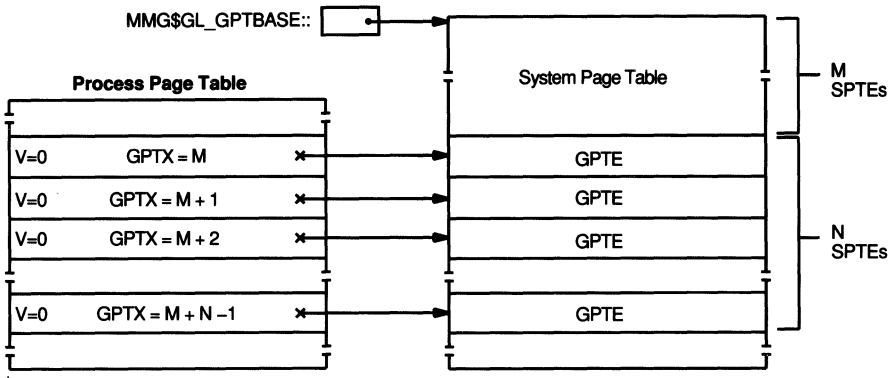 MMG$GL_GPTBASE::
Process Page Table
System Page Table
M
SPTEs
V=0 GPTX = M
GPTE
V=0 GPTX = M + 1
GPTE
V=0 GPTX = M + 2
GPTE
N
SPTEs
V=0 GPTX = M + N –1
GPTE